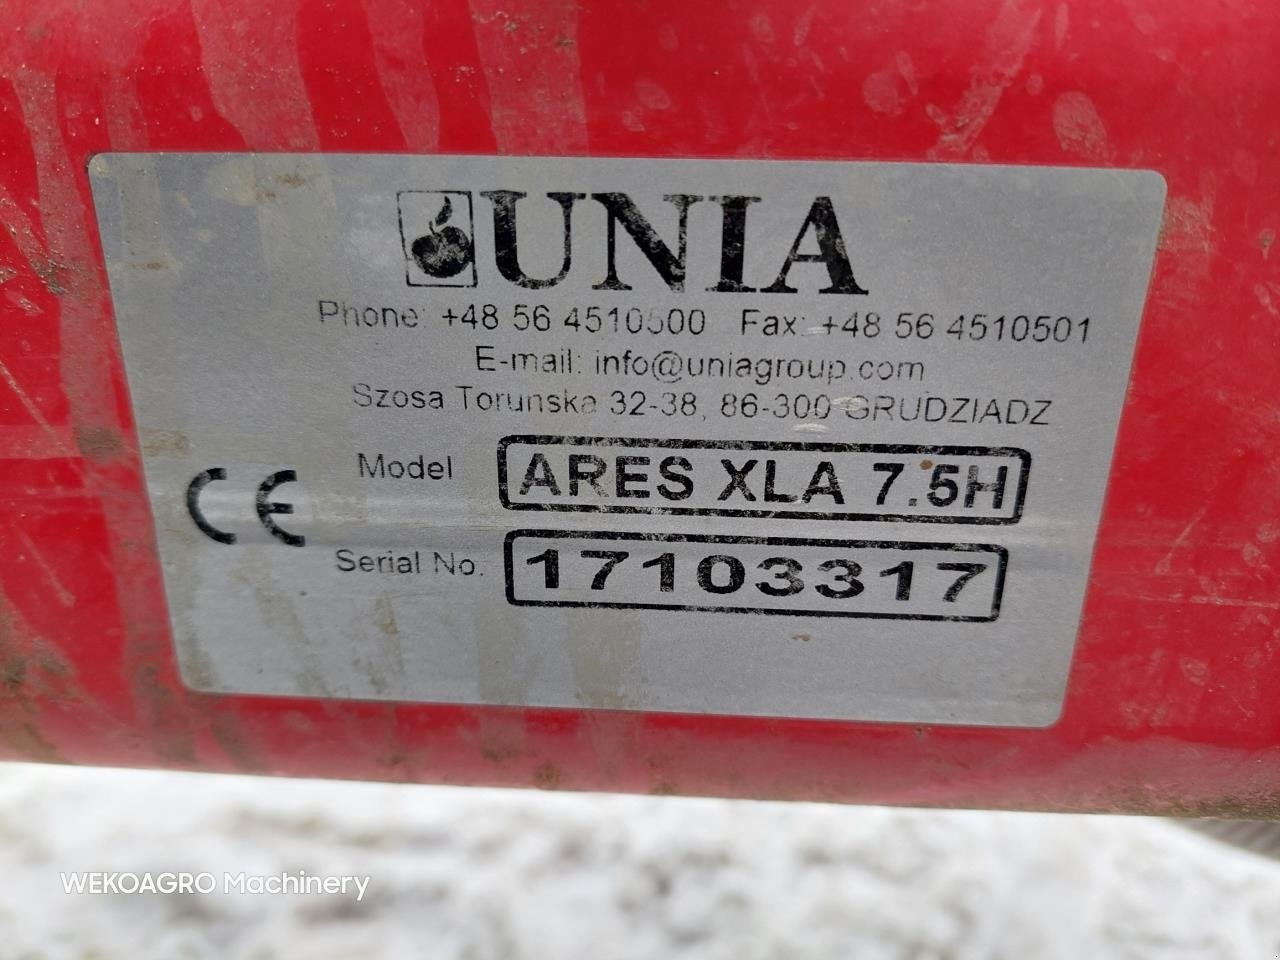 UNIA
Phone: +48 56 4510500 Fax: +48 56 4510501
E-mail: info@uniagroup.com
Szosa Torunska 32-38, 86-300 GRUDZIADZ
Model ARES XLA 7.5H
CE
Serial No. 17103317
WEKOAGRO Machinery